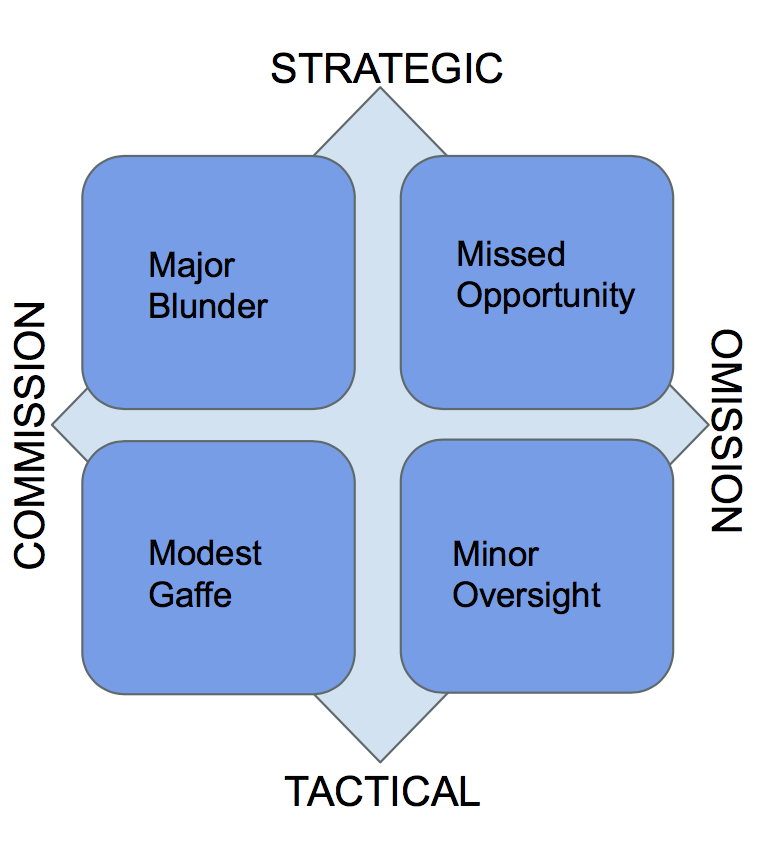 STRATEGIC
Major
Blunder
Missed
Opportunity
COMMISSION
OMISSION
Modest
Gaffe
Minor
Oversight
TACTICAL